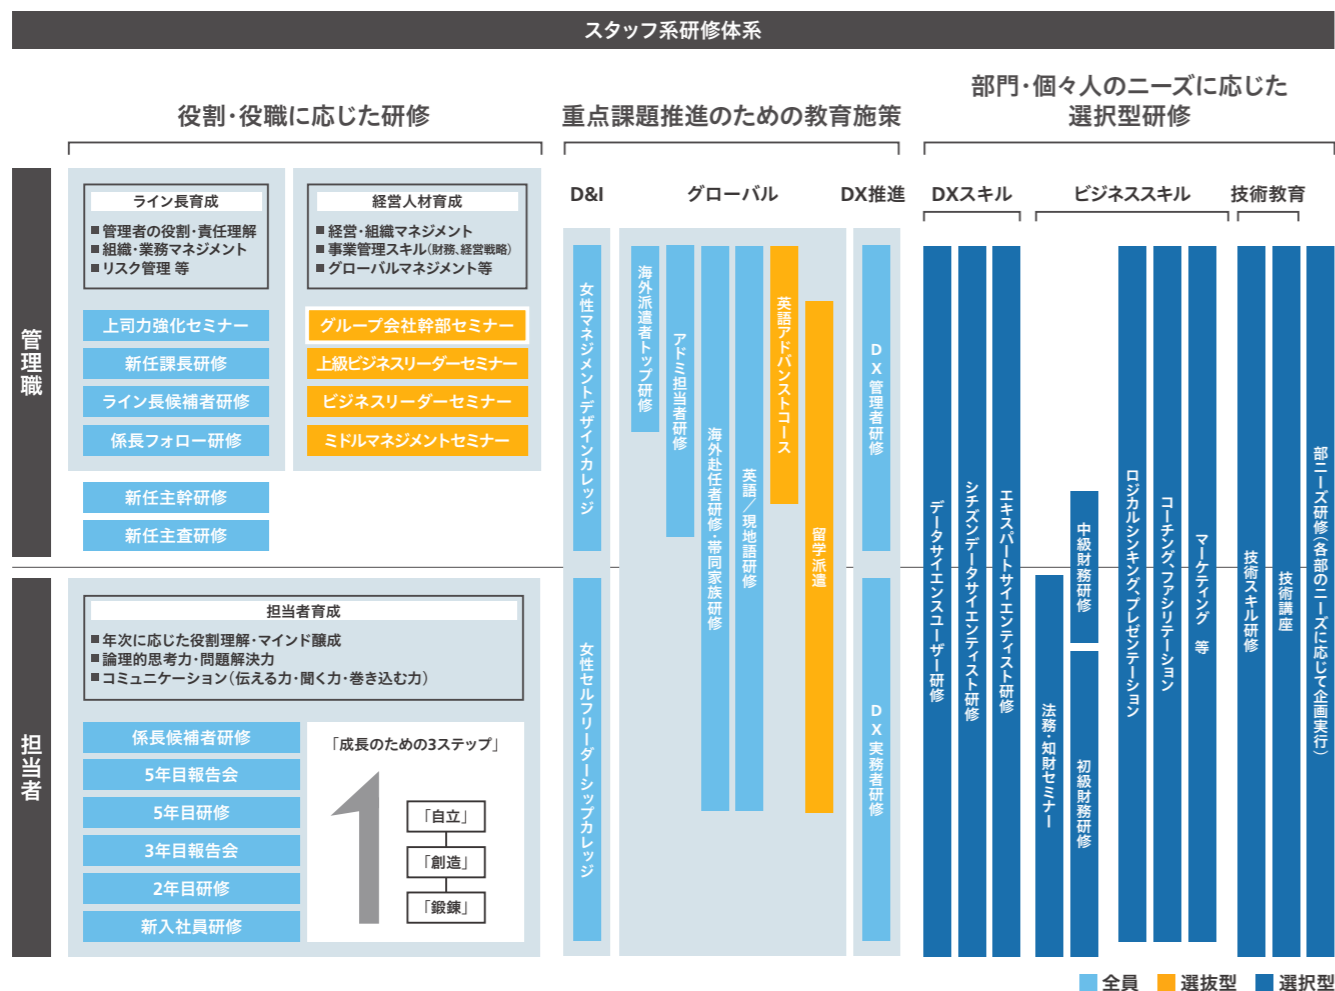 スタッフ系研修体系
役割・役職に応じた研修
重点課題推進のための教育施策
部門・個々人のニーズに応じた
選択型研修
管理職
ライン長育成
■管理者の役割・責任理解
■組織・業務マネジメント
■リスク管理 等
上司力強化セミナー
新任課長研修
ライン長候補者研修
係長フォロー研修
新任主幹研修
新任主査研修
経営人材育成
■経営・組織マネジメント
■事業管理スキル(財務、経営戦略)
■グローバルマネジメント等
グループ会社幹部セミナー
上級ビジネスリーダーセミナー
ビジネスリーダーセミナー
ミドルマネジメントセミナー
担当者
担当者育成
■年次に応じた役割理解・マインド醸成
■論理的思考力・問題解決力
■コミュニケーション(伝える力・聞く力・巻き込む力)
係長候補者研修
5年目報告会
5年目研修
3年目報告会
2年目研修
新入社員研修
「成長のための3ステップ」
「自立」
「創造」
「鍛錬」
D&I
女性マネジメントデザインカレッジ
女性セルフリーダーシップカレッジ
グローバル
海外派遣者トップ研修
アドミ担当者研修
海外赴任者研修・帯同家族研修
英語/現地語研修
英語アドバンストコース
留学派遣
DX推進
DX管理者研修
DX実務者研修
DXスキル
データサイエンスユーザー研修
シチズンデータサイエンティスト研修
エキスパートサイエンティスト研修
ビジネススキル
法務・知財セミナー
中級財務研修
初級財務研修
ロジカルシンキング、プレゼンテーション
コーチング、ファシリテーション
マーケティング 等
技術教育
技術スキル研修
技術講座
部ニーズ研修(各部のニーズに応じて企画実行)
全員
選抜型
選択型